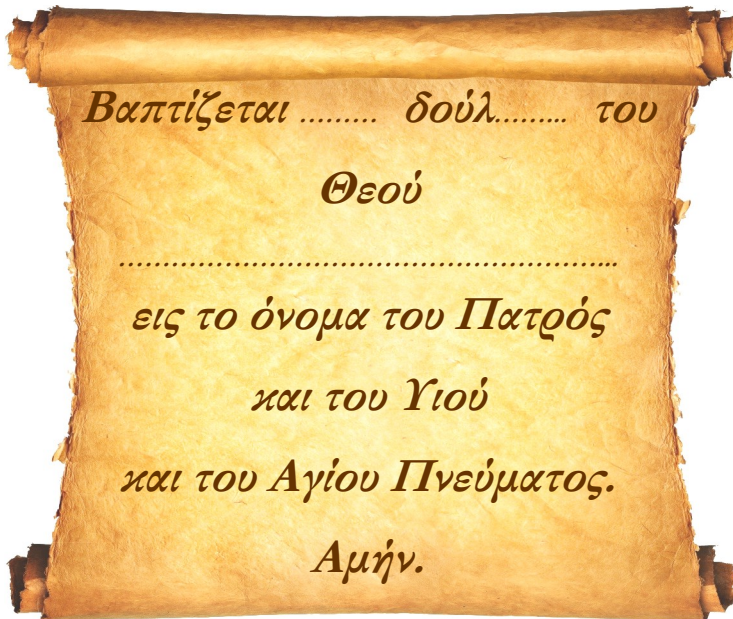 Βαπτίζεται ......... δούλ......... του
Θεού
.........................................................
εις το όνομα του Πατρός
και του Υιού
και του Αγίου Πνεύματος.
Αμήν.